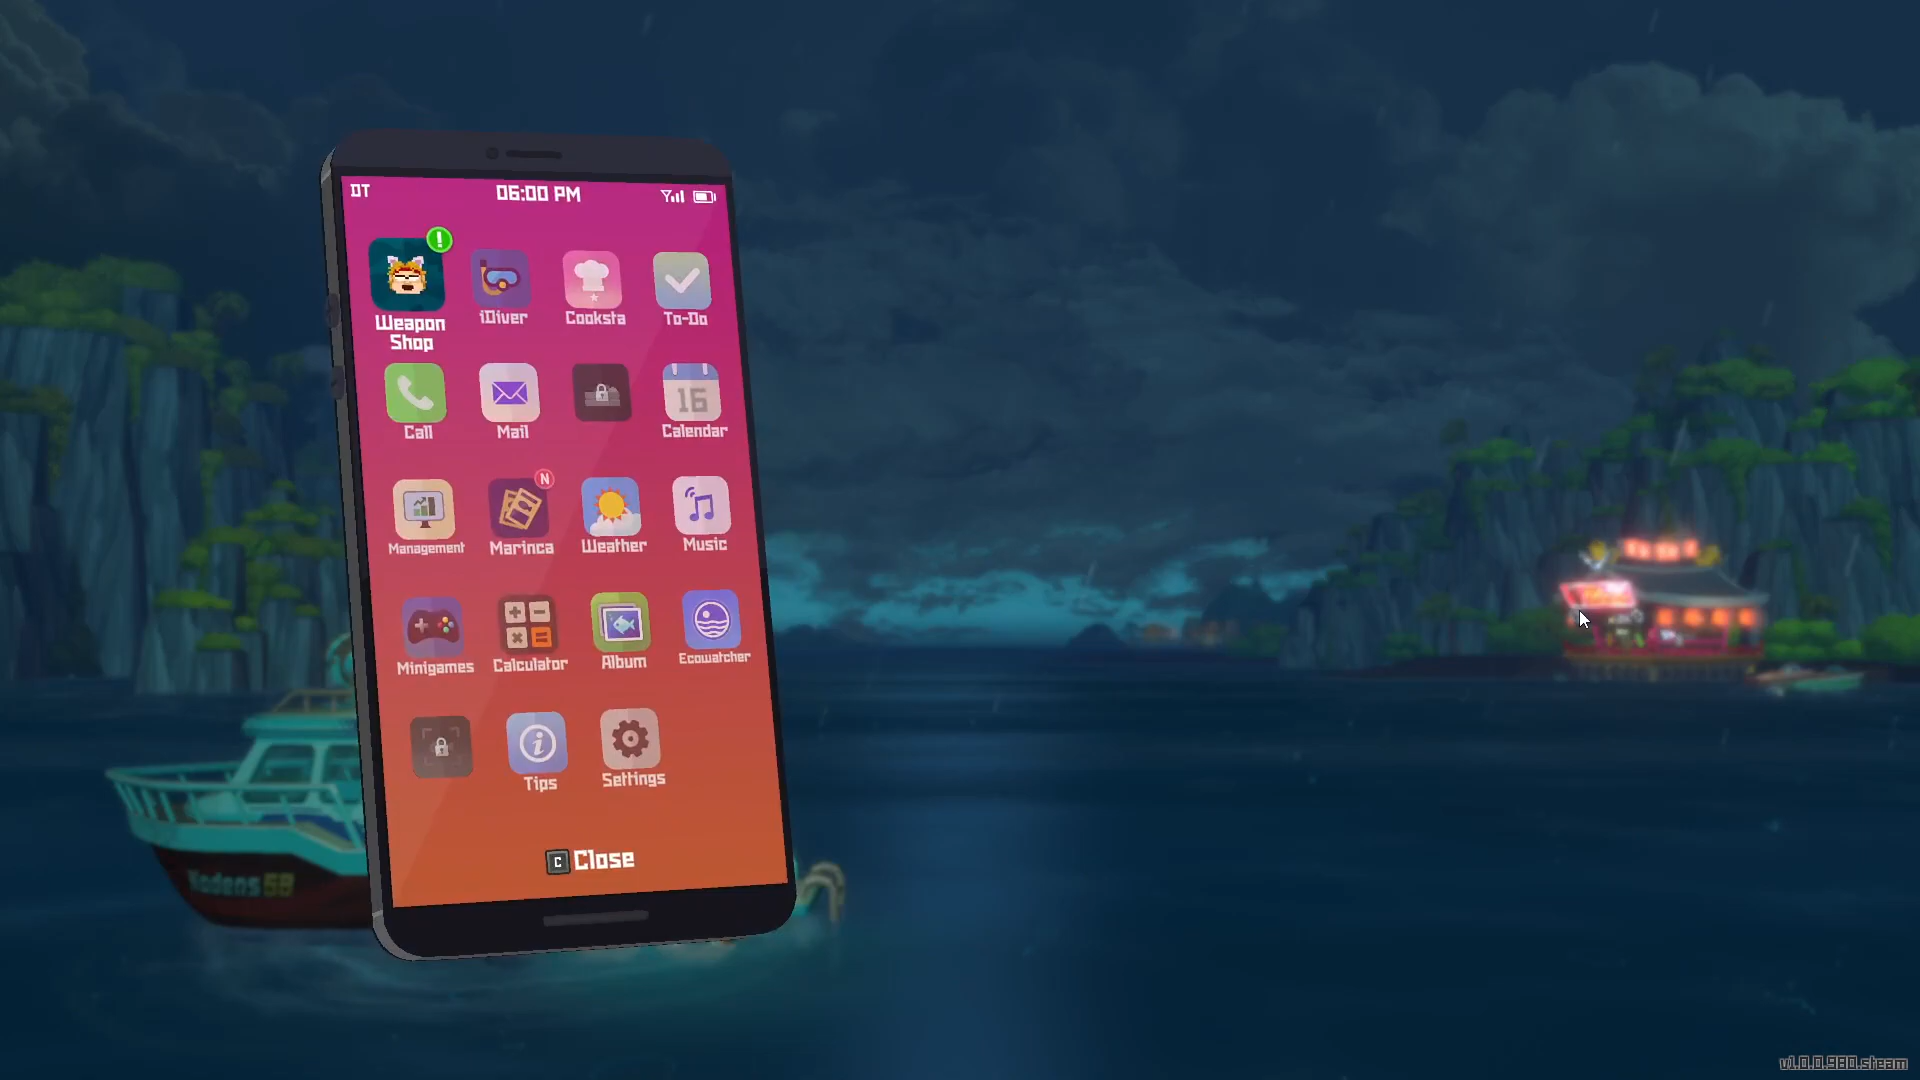 DT
06:00 PM
!
Weapon
Shop
iDiver
Cooksta
To-Do
16
Call
Mail
Calendar
N
Management
Marinca
Weather
Music
Minigames
Calculator
Album
Ecowatcher
i
Tips
Settings
C Close
v1.0.0.980.steam